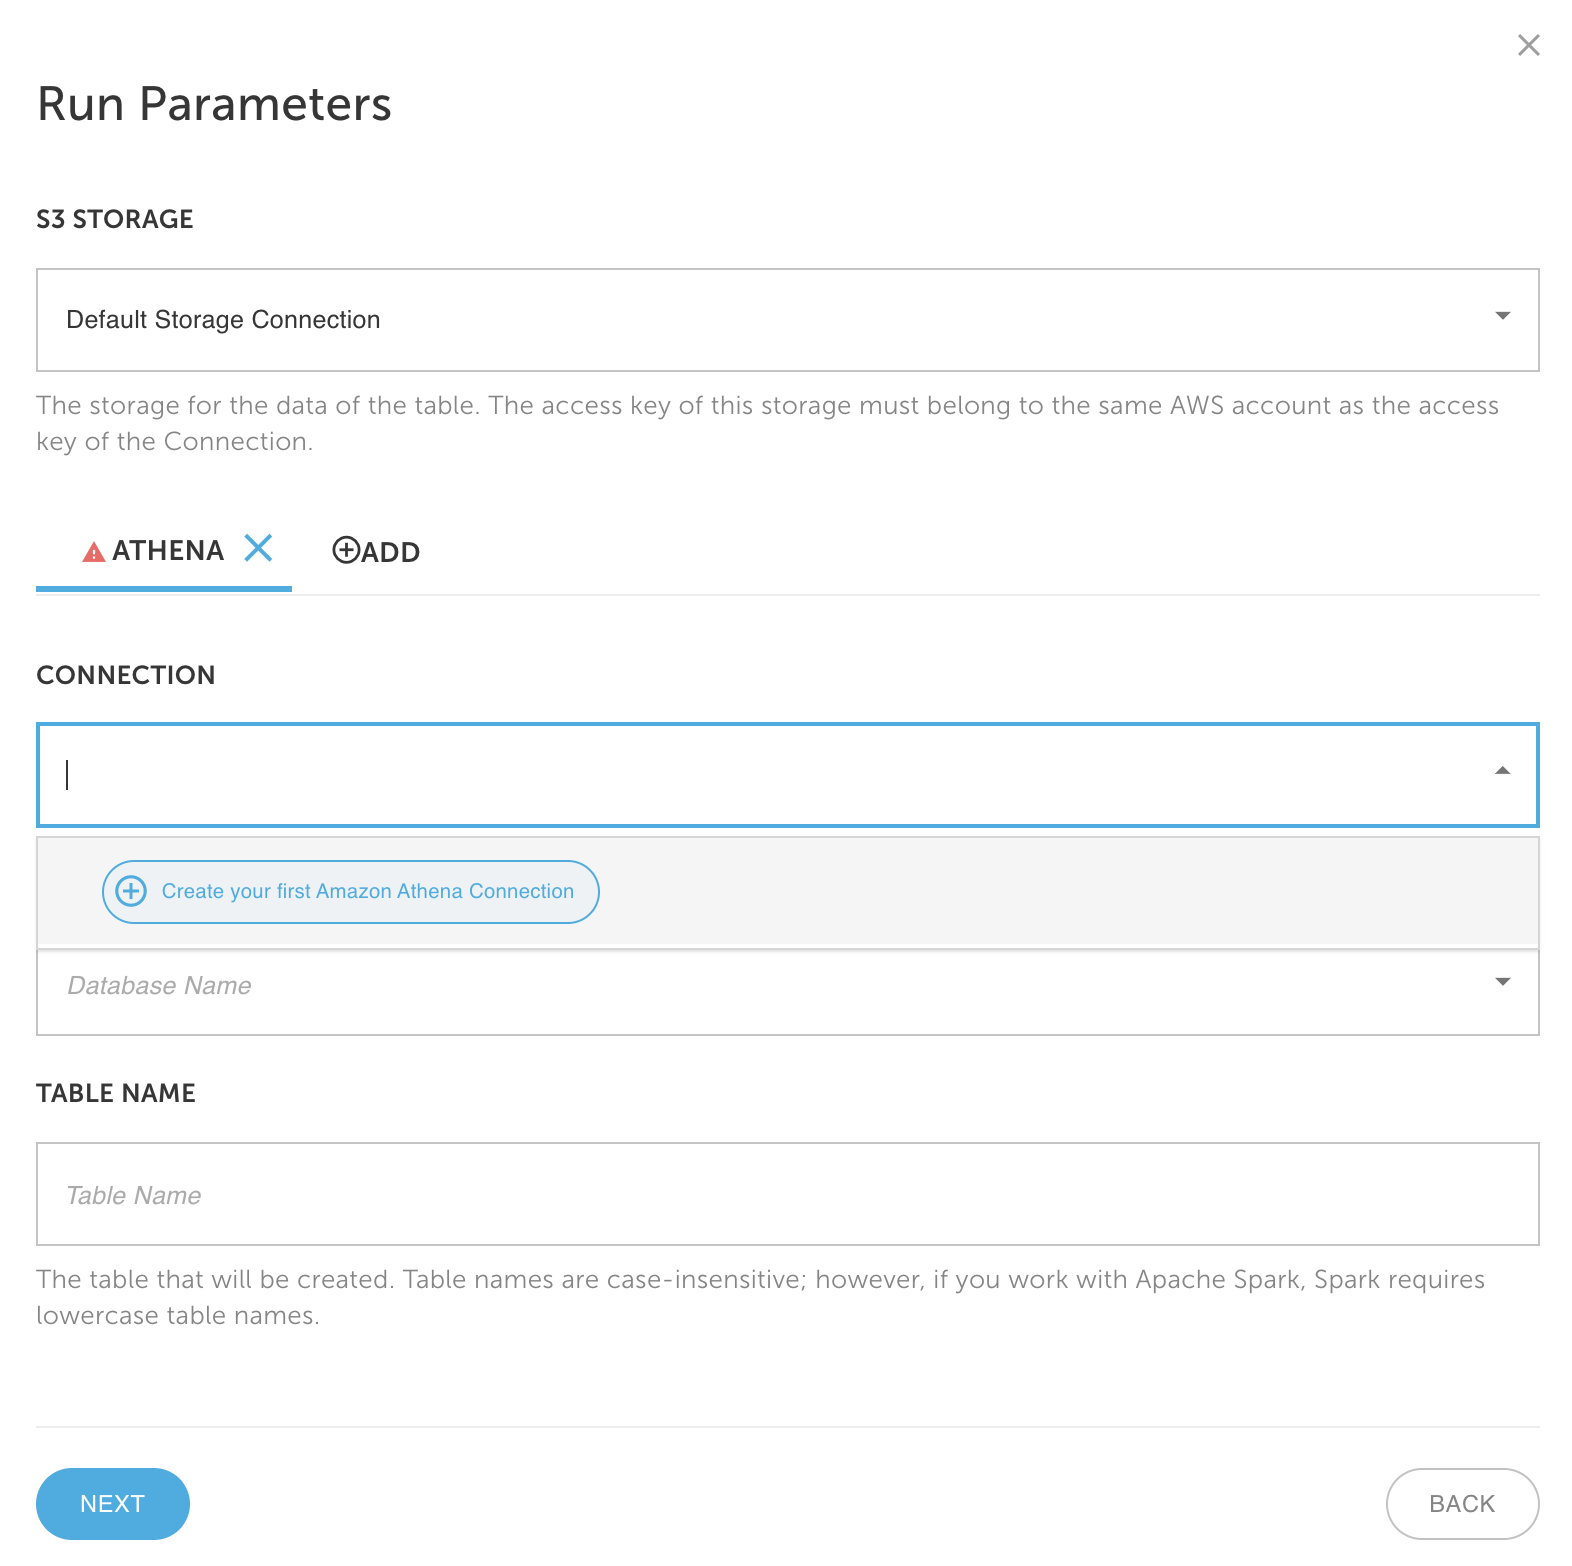 Run Parameters
S3 STORAGE
Default Storage Connection
The storage for the data of the table. The access key of this storage must belong to the same AWS account as the access
key of the Connection.
ATHENA
ADD
CONNECTION
Create your first Amazon Athena Connection
Database Name
TABLE NAME
Table Name
The table that will be created. Table names are case-insensitive; however, if you work with Apache Spark, Spark requires
lowercase table names.
NEXT
BACK